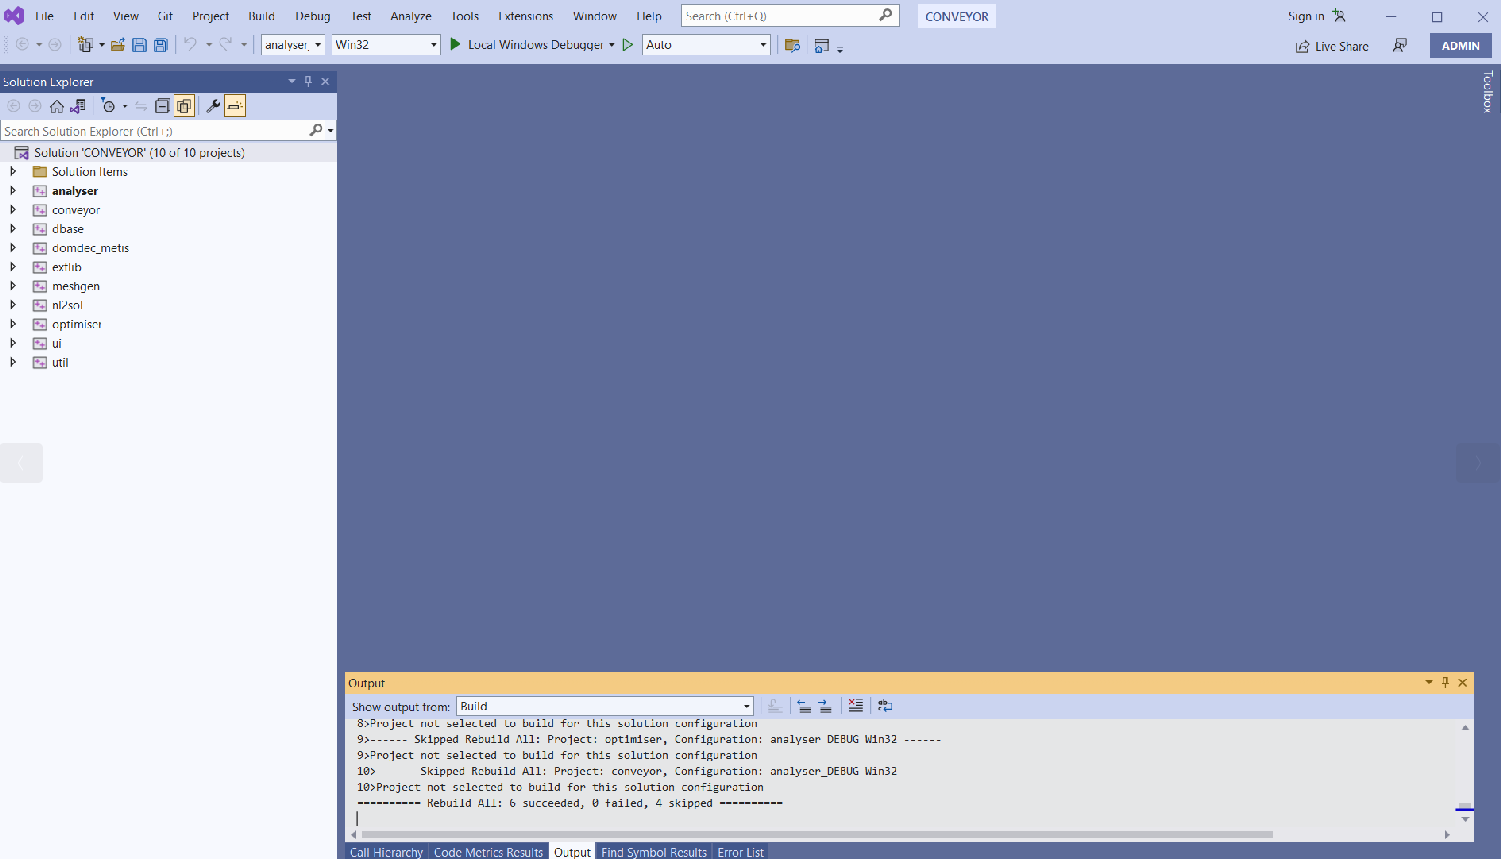 File Edit View Git Project Build Debug Test Analyze Tools Extensions Window Help Search (Ctrl+Q) CONVEYOR Sign in
analyser_ Win32 Local Windows Debugger Auto Live Share ADMIN
Solution Explorer
Toolbox
Search Solution Explorer (Ctrl+;)
Solution 'CONVEYOR' (10 of 10 projects)
Solution Items
analyser
conveyor
dbase
domdec_metis
extlib
meshgen
nl2sol
optimiser
ui
util
Output
Show output from: Build
8>Project not selected to build for this solution configuration
9>------ Skipped Rebuild All: Project: optimiser, Configuration: analyser_DEBUG Win32 ------
9>Project not selected to build for this solution configuration
10> Skipped Rebuild All: Project: conveyor, Configuration: analyser_DEBUG Win32
10>Project not selected to build for this solution configuration
========== Rebuild All: 6 succeeded, 0 failed, 4 skipped ==========
Call Hierarchy Code Metrics Results Output Find Symbol Results Error List